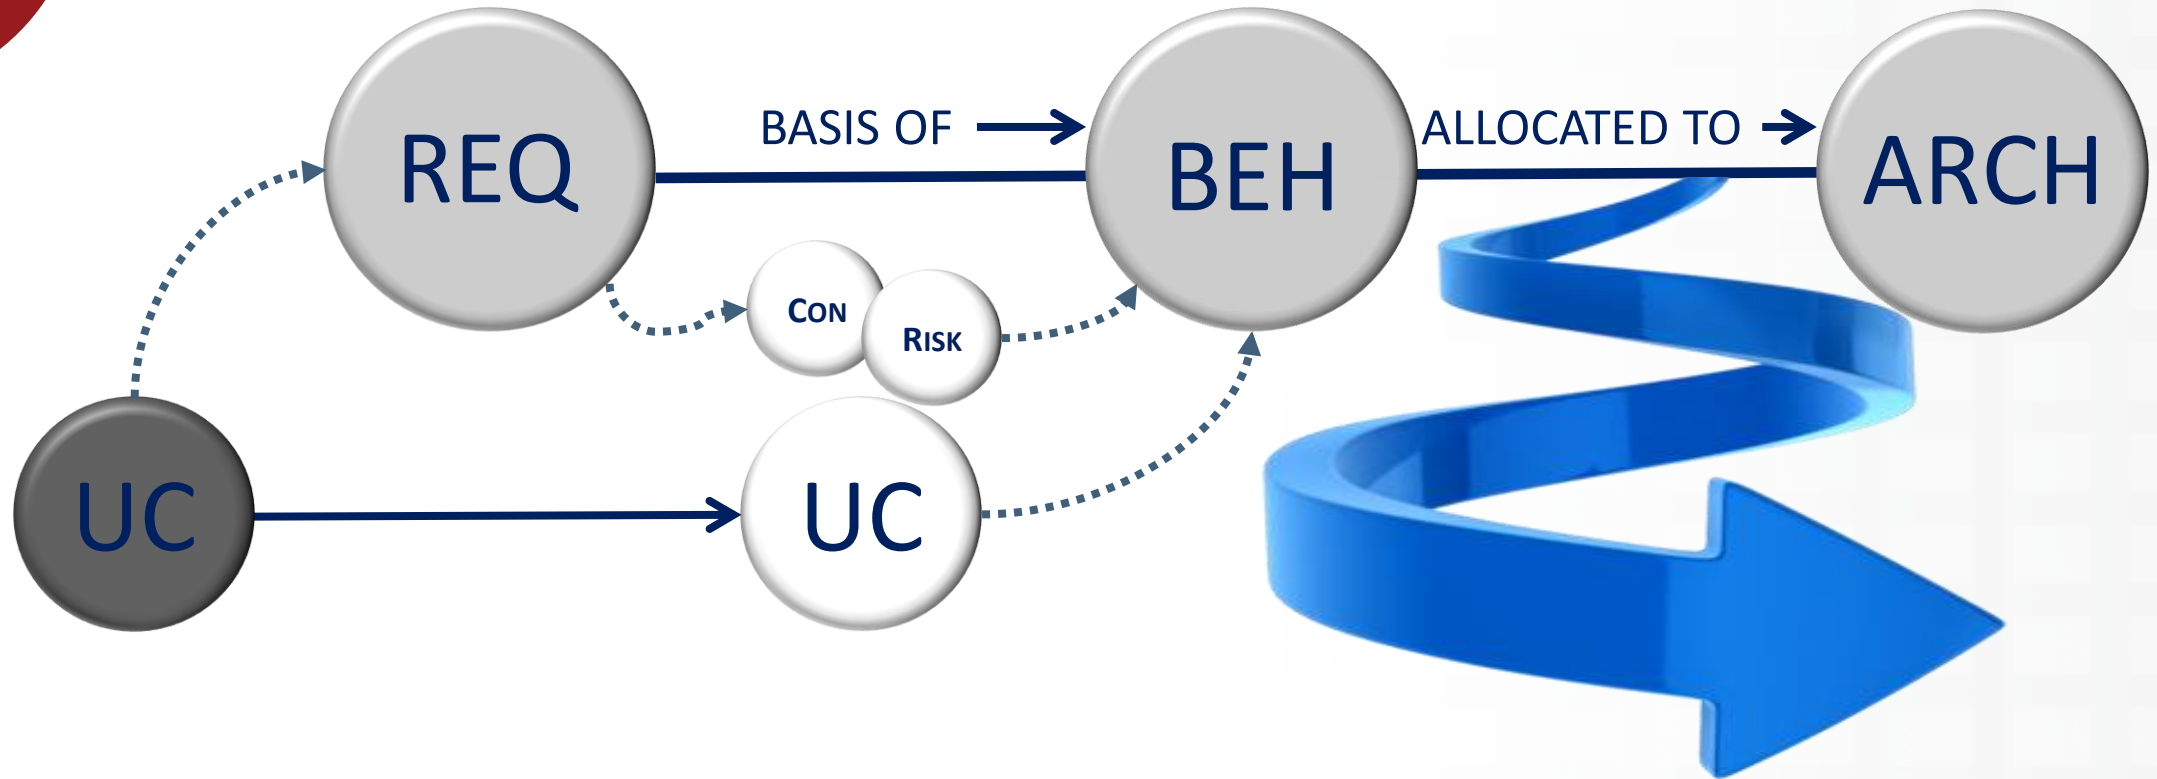 REQ
BASIS OF
BEH
ALLOCATED TO
ARCH
CON
RISK
UC
UC